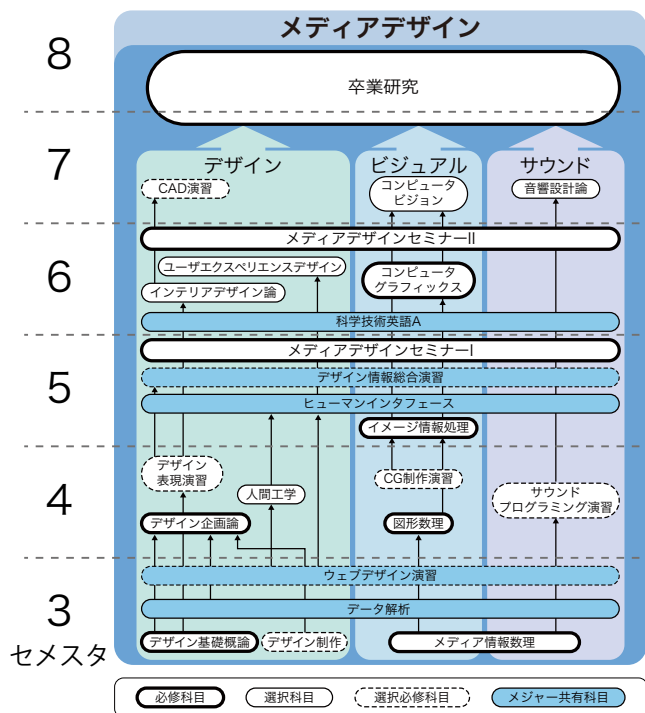 メディアデザイン
8
卒業研究
7
デザイン
ビジュアル
サウンド
CAD演習
コンピュータ
ビジョン
音響設計論
メディアデザインセミナーII
6
ユーザエクスペリエンスデザイン
コンピュータ
グラフィックス
インテリアデザイン論
科学技術英語A
メディアデザインセミナーI
5
デザイン情報総合演習
ヒューマンインタフェース
イメージ情報処理
4
デザイン
表現演習
人間工学
CG制作演習
サウンド
プログラミング演習
デザイン企画論
図形数理
ウェブデザイン演習
3
データ解析
セメスタ
デザイン基礎概論
デザイン制作
メディア情報数理
必修科目
選択科目
選択必修科目
メジャー共有科目